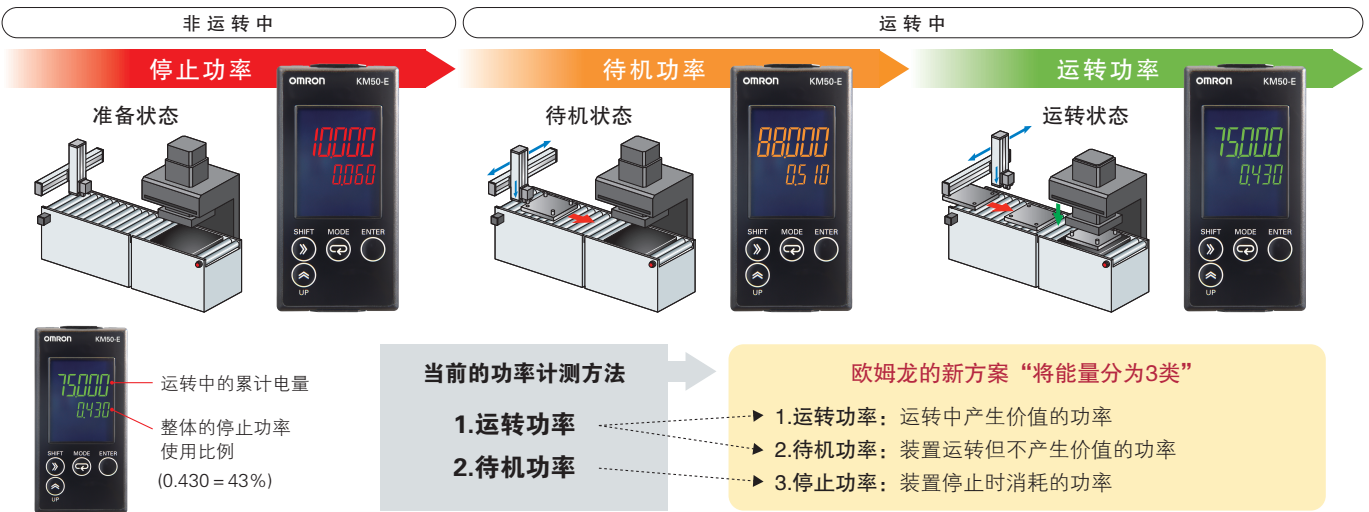 非运转中
运转中
停止功率
待机功率
运转功率
准备状态
OMRON KM50-E
10.000
0.060
SHIFT MODE ENTER
UP
待机状态
OMRON KM50-E
88.000
0.510
SHIFT MODE ENTER
UP
运转状态
OMRON KM50-E
75.000
0.430
SHIFT MODE ENTER
UP
OMRON KM50-E
75.000
0.430
SHIFT MODE ENTER
UP
运转中的累计电量
整体的停止功率
使用比例
(0.430=43%)
当前的功率计测方法
1.运转功率
2.待机功率
欧姆龙的新方案“将能量分为3类”
1.运转功率：运转中产生价值的功率
2.待机功率：装置运转但不产生价值的功率
3.停止功率：装置停止时消耗的功率